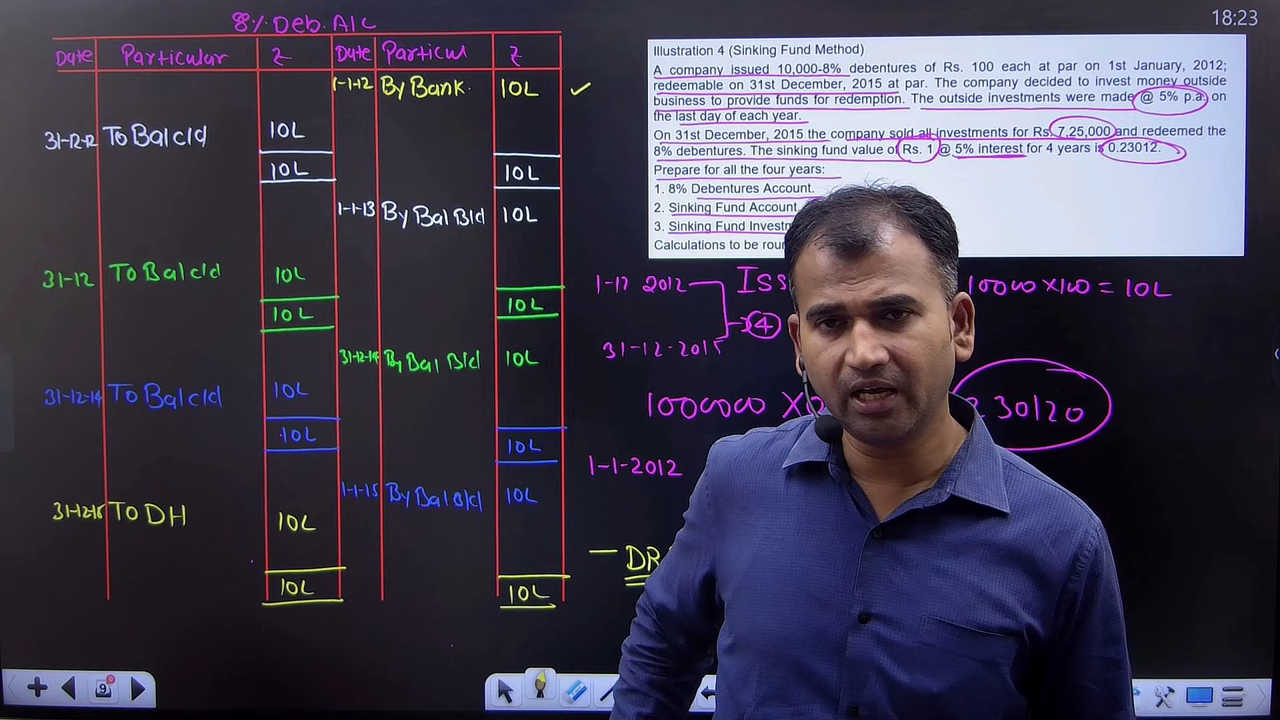 18:23
8% Deb. A/c
Date Particular ₹ Date Particul ₹
1-1-12 By Bank. 10L
31-12-12 To Bal c/d 10L
10L 10L
1-1-13 By Bal B/d 10L
31-12 To Bal c/d 10L
10L 10L
31-12-14 By Bal B/d 10L
31-12-14 To Bal c/d 10L
10L 10L
1-1-15 By Bal B/d 10L
31-12-15 To DH 10L
10L 10L
Illustration 4 (Sinking Fund Method)
A company issued 10,000-8% debentures of Rs. 100 each at par on 1st January, 2012;
redeemable on 31st December, 2015 at par. The company decided to invest money outside
business to provide funds for redemption. The outside investments were made @ 5% p.a. on
the last day of each year.
On 31st December, 2015 the company sold all investments for Rs. 7,25,000 and redeemed the
8% debentures. The sinking fund value of Rs. 1 @ 5% interest for 4 years is 0.23012.
Prepare for all the four years:
1. 8% Debentures Account.
2. Sinking Fund Account
3. Sinking Fund Investm
Calculations to be rou
1-1- 2012 Iss 10000×100 = 10L
4
31-12-2015
1000000 × 230120
1-1-2012
— DR
9